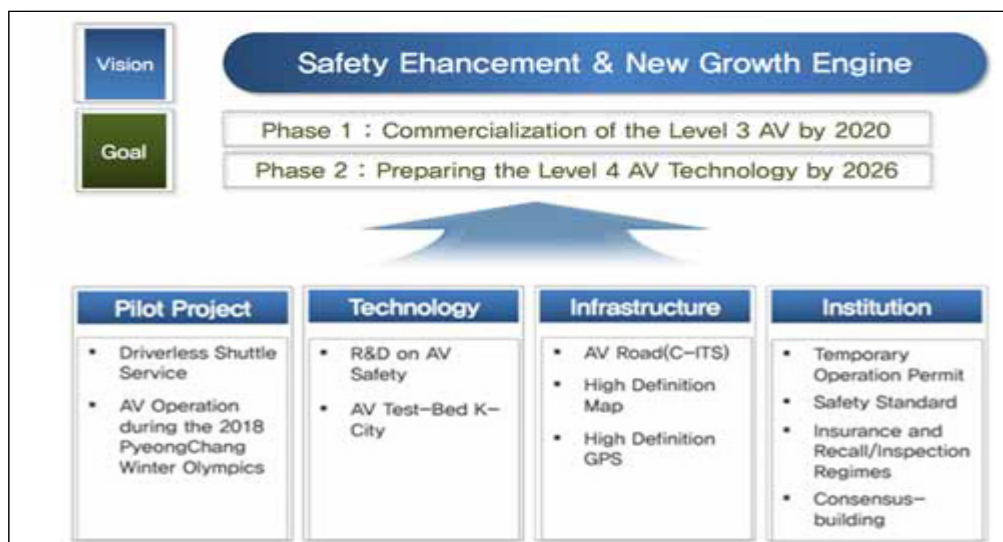 Vision
Safety Ehancement & New Growth Engine
Goal
Phase 1 : Commercialization of the Level 3 AV by 2020
Phase 2 : Preparing the Level 4 AV Technology by 2026
Pilot Project
▪ Driverless Shuttle
Service
▪ AV Operation
during the 2018
PyeongChang
Winter Olympics
Technology
▪ R&D on AV
Safety
▪ AV Test-Bed K-
City
Infrastructure
▪ AV Road(C-ITS)
▪ High Definition
Map
▪ High Definition
GPS
Institution
▪ Temporary
Operation Permit
▪ Safety Standard
▪ Insurance and
Recall/Inspection
Regimes
▪ Consensus-
building